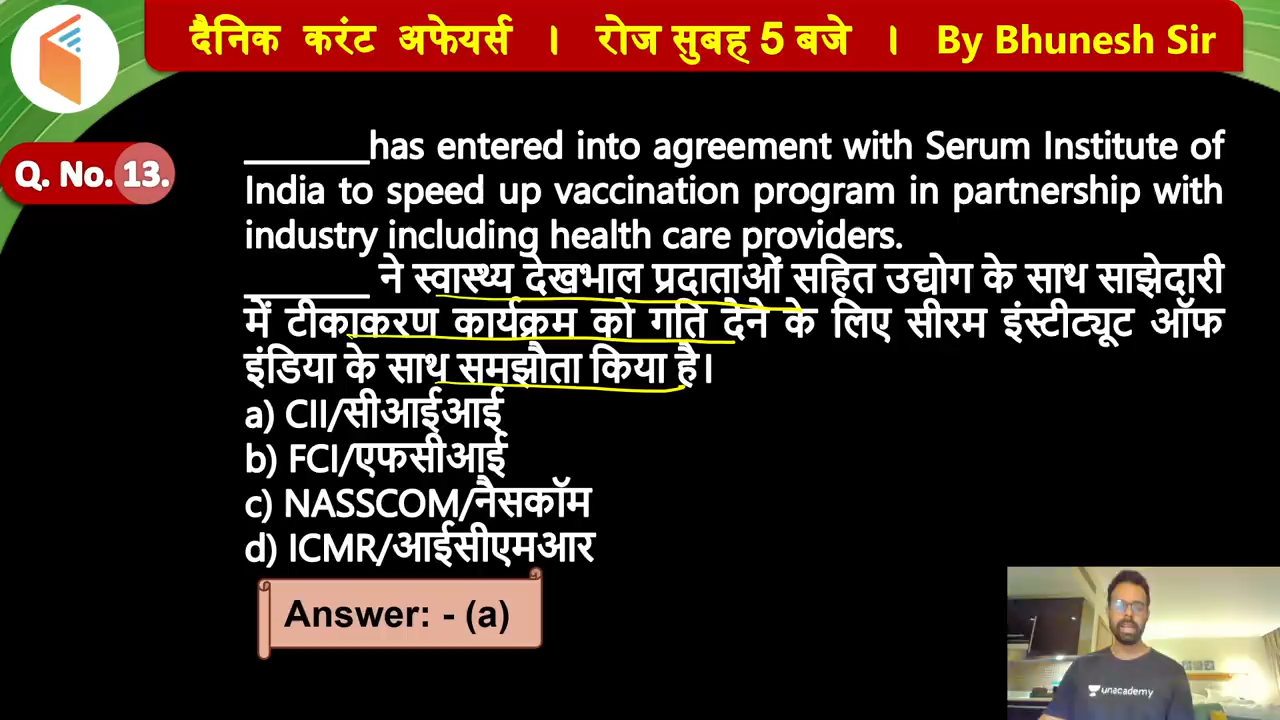 दैनिक करंट अफेयर्स । रोज सुबह 5 बजे । By Bhunesh Sir
Q. No. 13.
______has entered into agreement with Serum Institute of
India to speed up vaccination program in partnership with
industry including health care providers.
______ ने स्वास्थ्य देखभाल प्रदाताओं सहित उद्योग के साथ साझेदारी
में टीकाकरण कार्यक्रम को गति देने के लिए सीरम इंस्टीट्यूट ऑफ
इंडिया के साथ समझौता किया है।
a) CII/सीआईआई
b) FCI/एफसीआई
c) NASSCOM/नैसकॉम
d) ICMR/आईसीएमआर
Answer: - (a)
unacademy